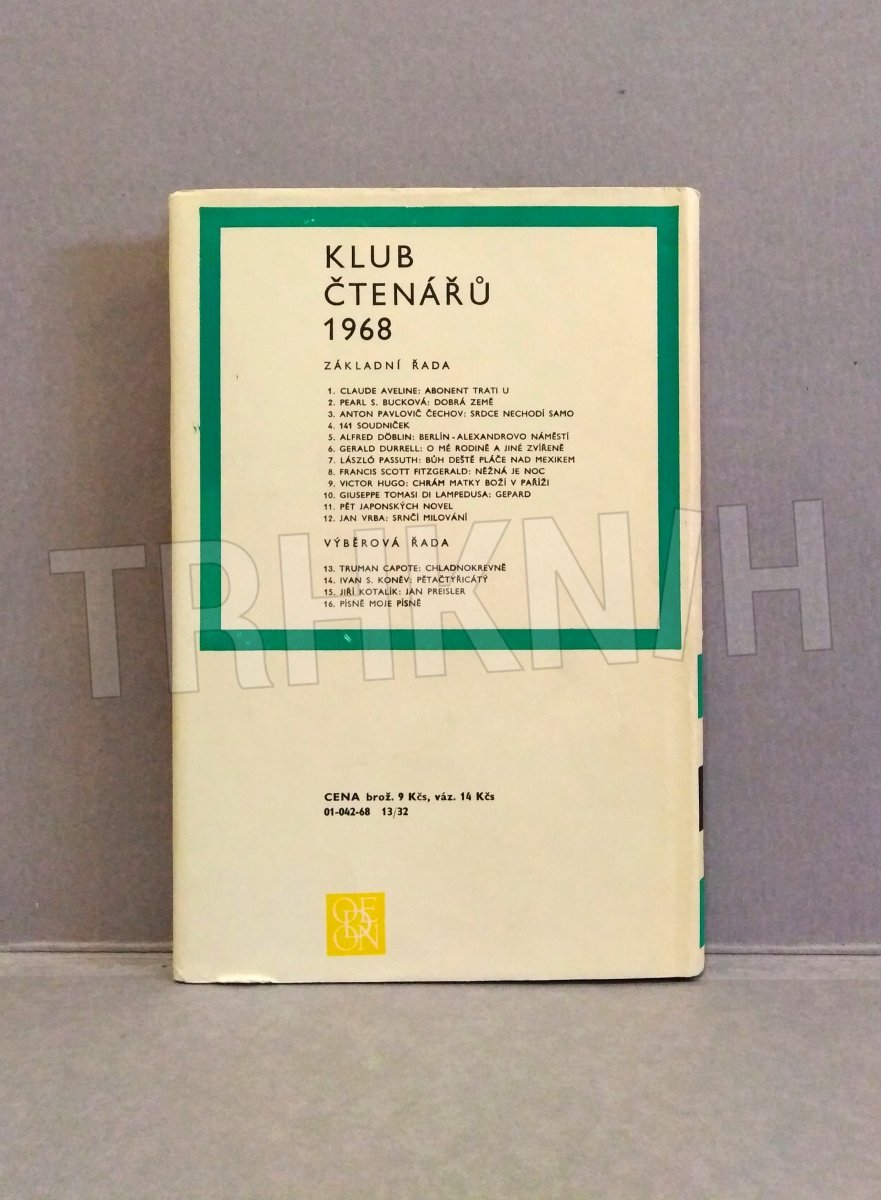 KLUB
ČTENÁŘŮ
1968
ZÁKLADNÍ ŘADA
1. CLAUDE AVELINE: ABONENT TRATI U
2. PEARL S. BUCKOVÁ: DOBRÁ ZEMĚ
3. ANTON PAVLOVIČ ČECHOV: SRDCE NECHODÍ SAMO
4. 141 SOUDNIČEK
5. ALFRED DÖBLIN: BERLÍN - ALEXANDROVO NÁMĚSTÍ
6. GERALD DURRELL: O MÉ RODINĚ A JINÉ ZVÍŘENĚ
7. LÁSZLÓ PASSUTH: BŮH DEŠTĚ PLÁČE NAD MEXIKEM
8. FRANCIS SCOTT FITZGERALD: NĚŽNÁ JE NOC
9. VICTOR HUGO: CHRÁM MATKY BOŽÍ V PAŘÍŽI
10. GIUSEPPE TOMASI DI LAMPEDUSA: GEPARD
11. PĚT JAPONSKÝCH NOVEL
12. JAN VRBA: SRNČÍ MILOVÁNÍ
VÝBĚROVÁ ŘADA
13. TRUMAN CAPOTE: CHLADNOKREVNĚ
14. IVAN S. KONĚV: PĚTAČTYŘICÁTÝ
15. JIŘÍ KOTALÍK: JAN PREISLER
16. PÍSNĚ MOJE PÍSNĚ
TRHKNIH
CENA brož. 9 Kčs, váz. 14 Kčs
01-042-68 13/32
ODEON